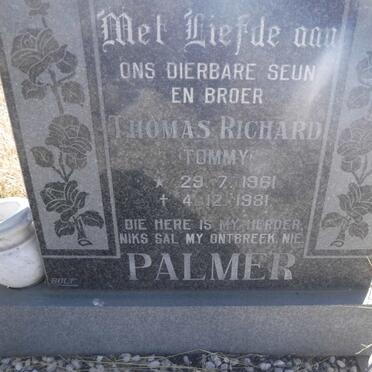 Met Liefde aan
ONS DIERBARE SEUN
EN BROER
THOMAS RICHARD
(TOMMY)
★ 29.7.1961
✝ 4.12.1981
DIE HERE IS MY HERDER,
NIKS SAL MY ONTBREEK NIE.
PALMER